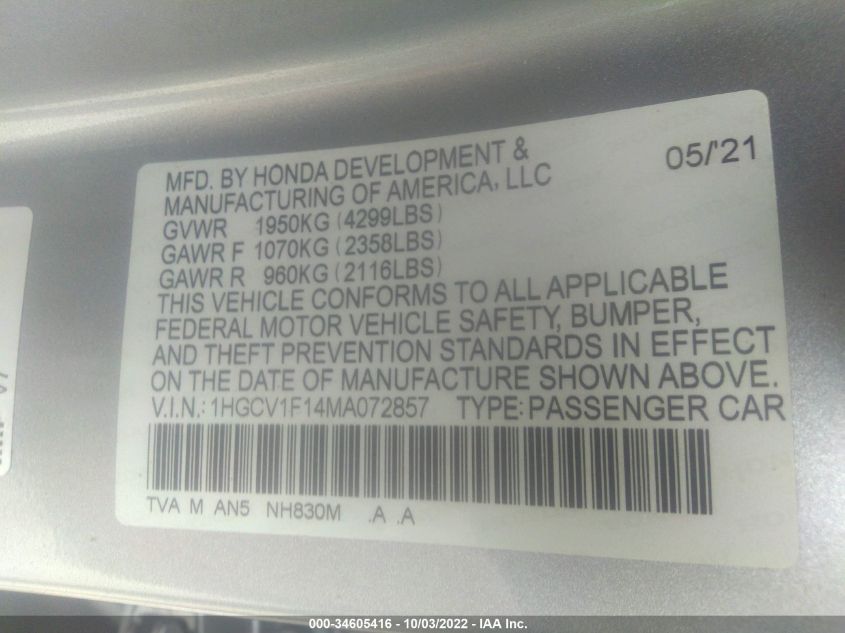 MFD. BY HONDA DEVELOPMENT & 05/'21
MANUFACTURING OF AMERICA, LLC
GVWR 1950KG (4299LBS)
GAWR F 1070KG (2358LBS)
GAWR R 960KG (2116LBS)
THIS VEHICLE CONFORMS TO ALL APPLICABLE
FEDERAL MOTOR VEHICLE SAFETY, BUMPER,
AND THEFT PREVENTION STANDARDS IN EFFECT
ON THE DATE OF MANUFACTURE SHOWN ABOVE.
V.I.N.: 1HGCV1F14MA072857 TYPE: PASSENGER CAR
TVA M AN5 NH830M .A .A
000-34605416 - 10/03/2022 - IAA Inc.